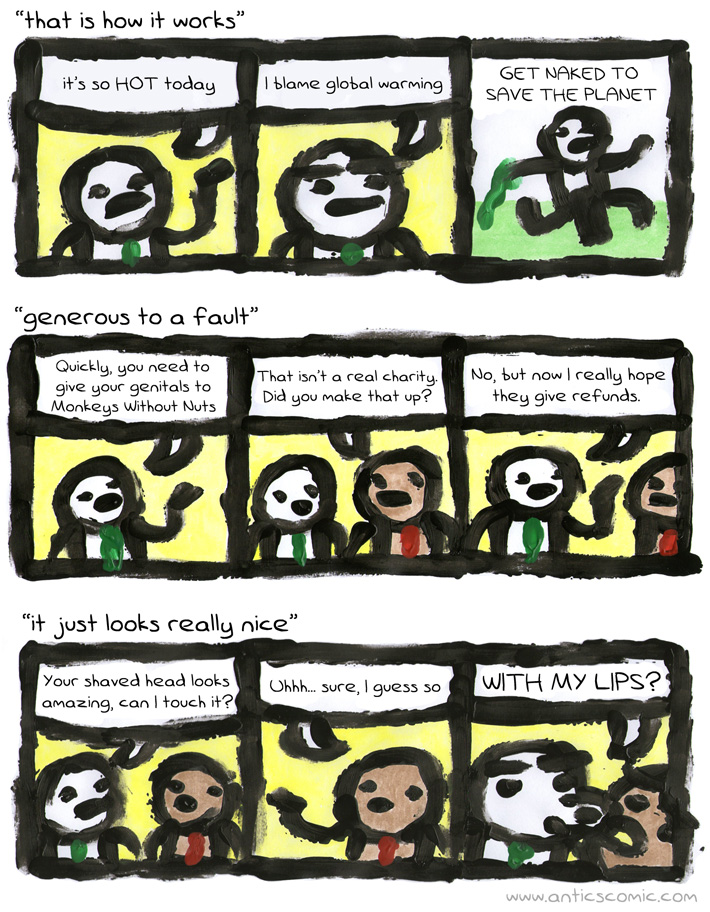 “that is how it works”
it's so HOT today
I blame global warming
GET NAKED TO
SAVE THE PLANET
“generous to a fault”
Quickly, you need to
give your genitals to
Monkeys Without Nuts
That isn't a real charity.
Did you make that up?
No, but now I really hope
they give refunds.
“it just looks really nice”
Your shaved head looks
amazing, can I touch it?
Uhhh... sure, I guess so
WITH MY LIPS?
www.anticscomic.com